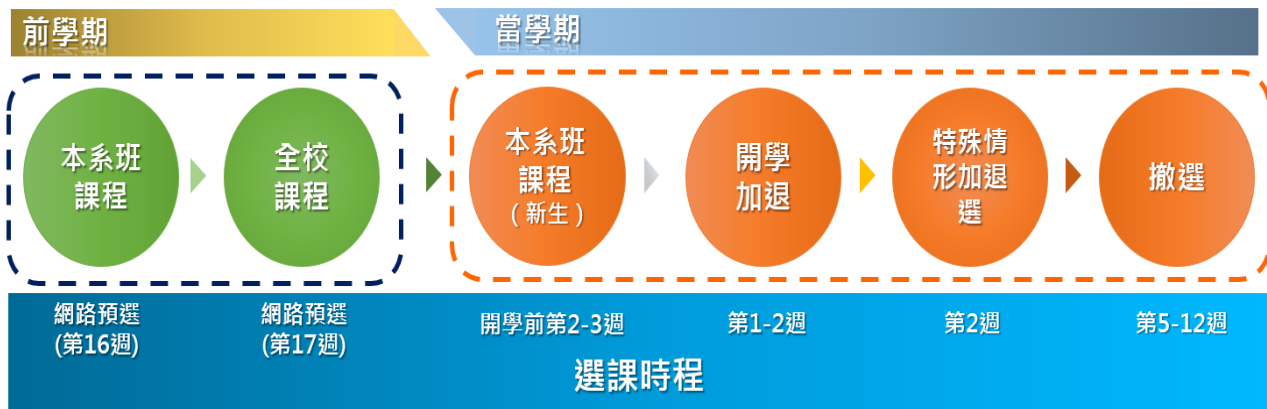 前學期
當學期
本系班
課程
全校
課程
本系班
課程
(新生)
開學
加退
特殊情
形加退
選
撤選
網路預選
(第16週)
網路預選
(第17週)
開學前第2-3週
第1-2週
第2週
第5-12週
選課時程